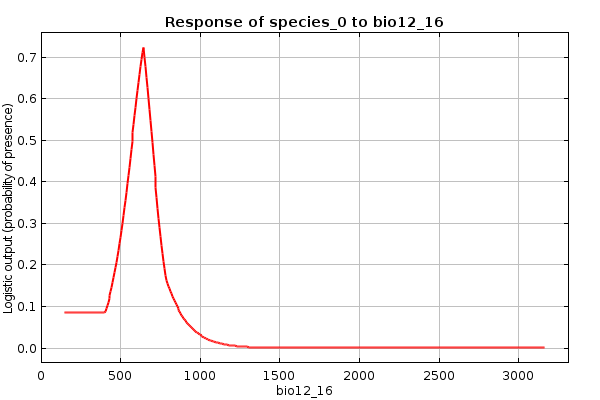 Response of species_0 to bio12_16
Logistic output (probability of presence)
0.7
0.6
0.5
0.4
0.3
0.2
0.1
0.0
0 500 1000 1500 2000 2500 3000
bio12_16